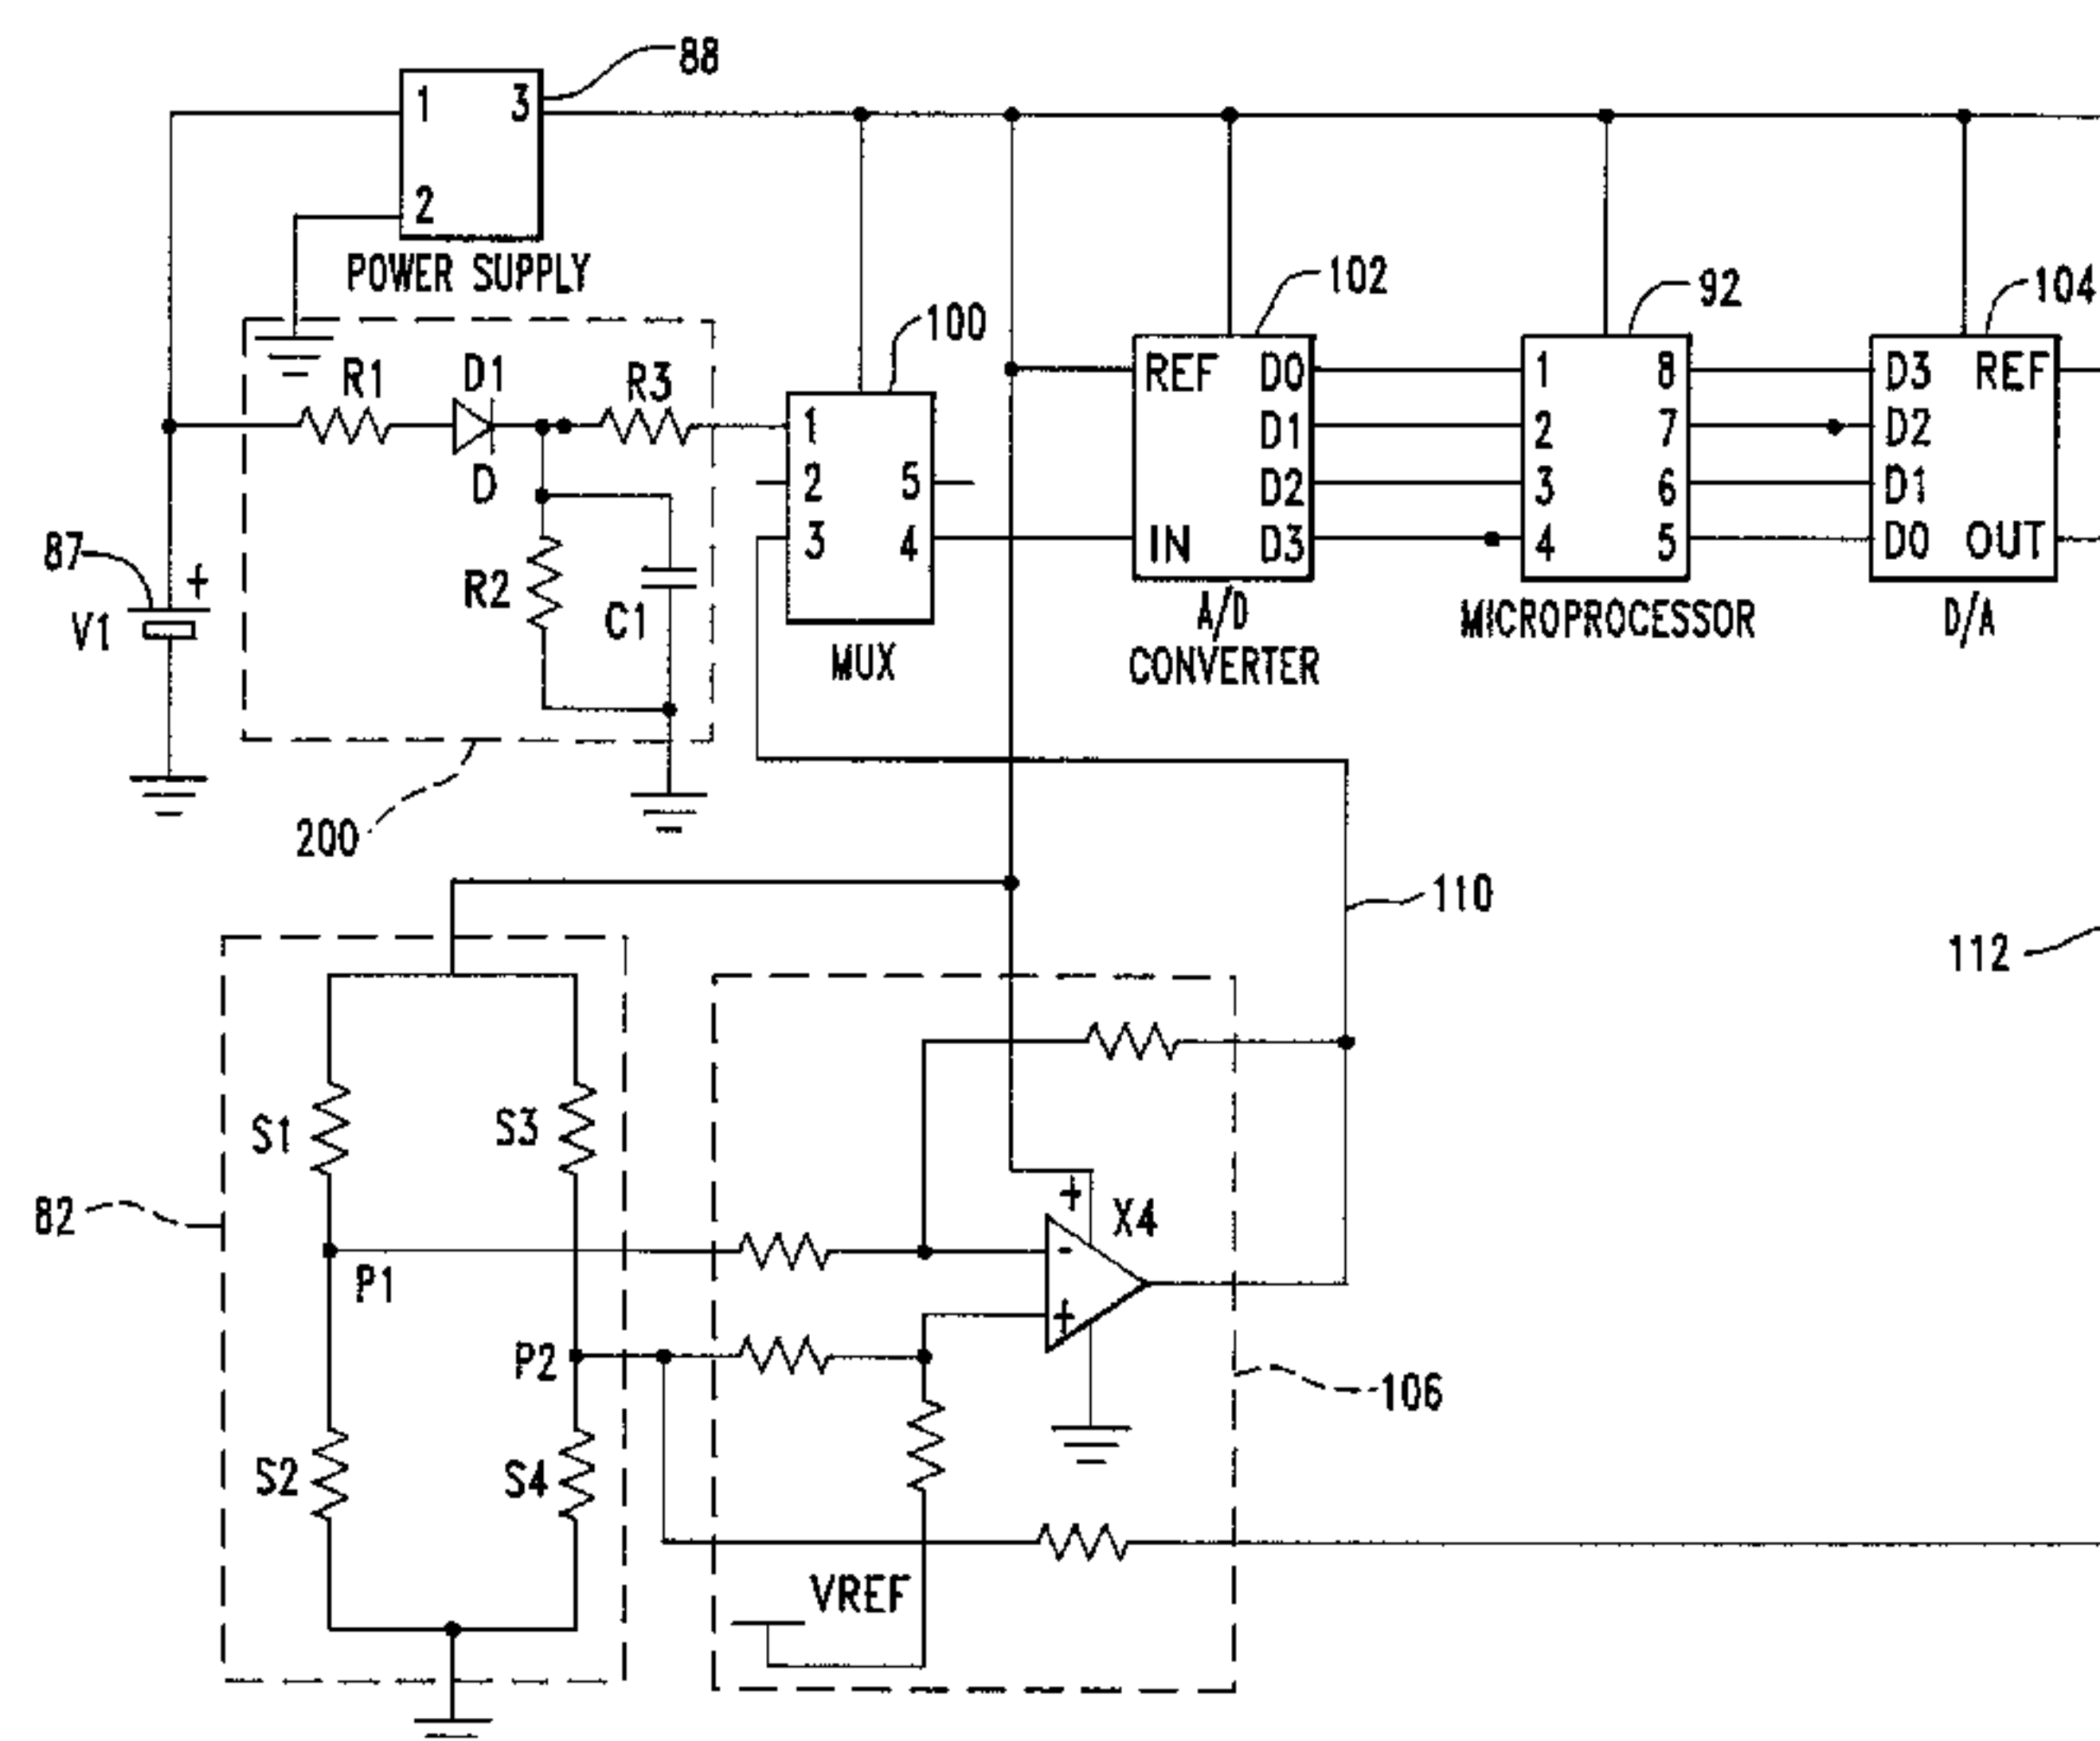 88
1 3
2
POWER SUPPLY
102
92
104
100
R1 D1 R3
D
REF D0
D1
D2
IN D3
1 8
2 7
3 6
4 5
D3 REF
D2
D1
D0 OUT
1
2 5
3 4
87
+
V1
R2
C1
MUX
A/D
CONVERTER
MICROPROCESSOR
D/A
200
110
112
S1
S3
82
+
X4
-
P1
+
P2
106
S2
S4
VREF